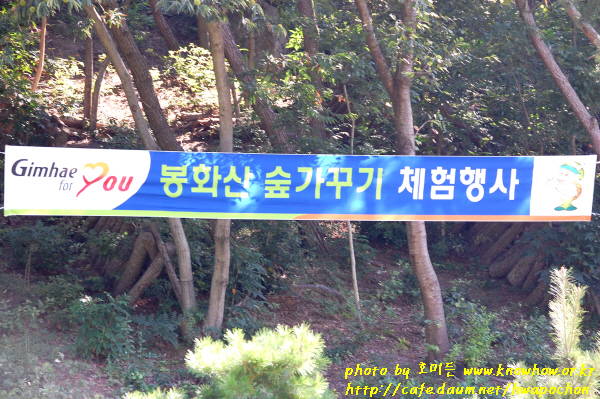 Gimhae for You
봉화산 숲가꾸기 체험행사
photo by 호미든 www.knowhow.or.kr
http://cafe.daum.net/hwapochun